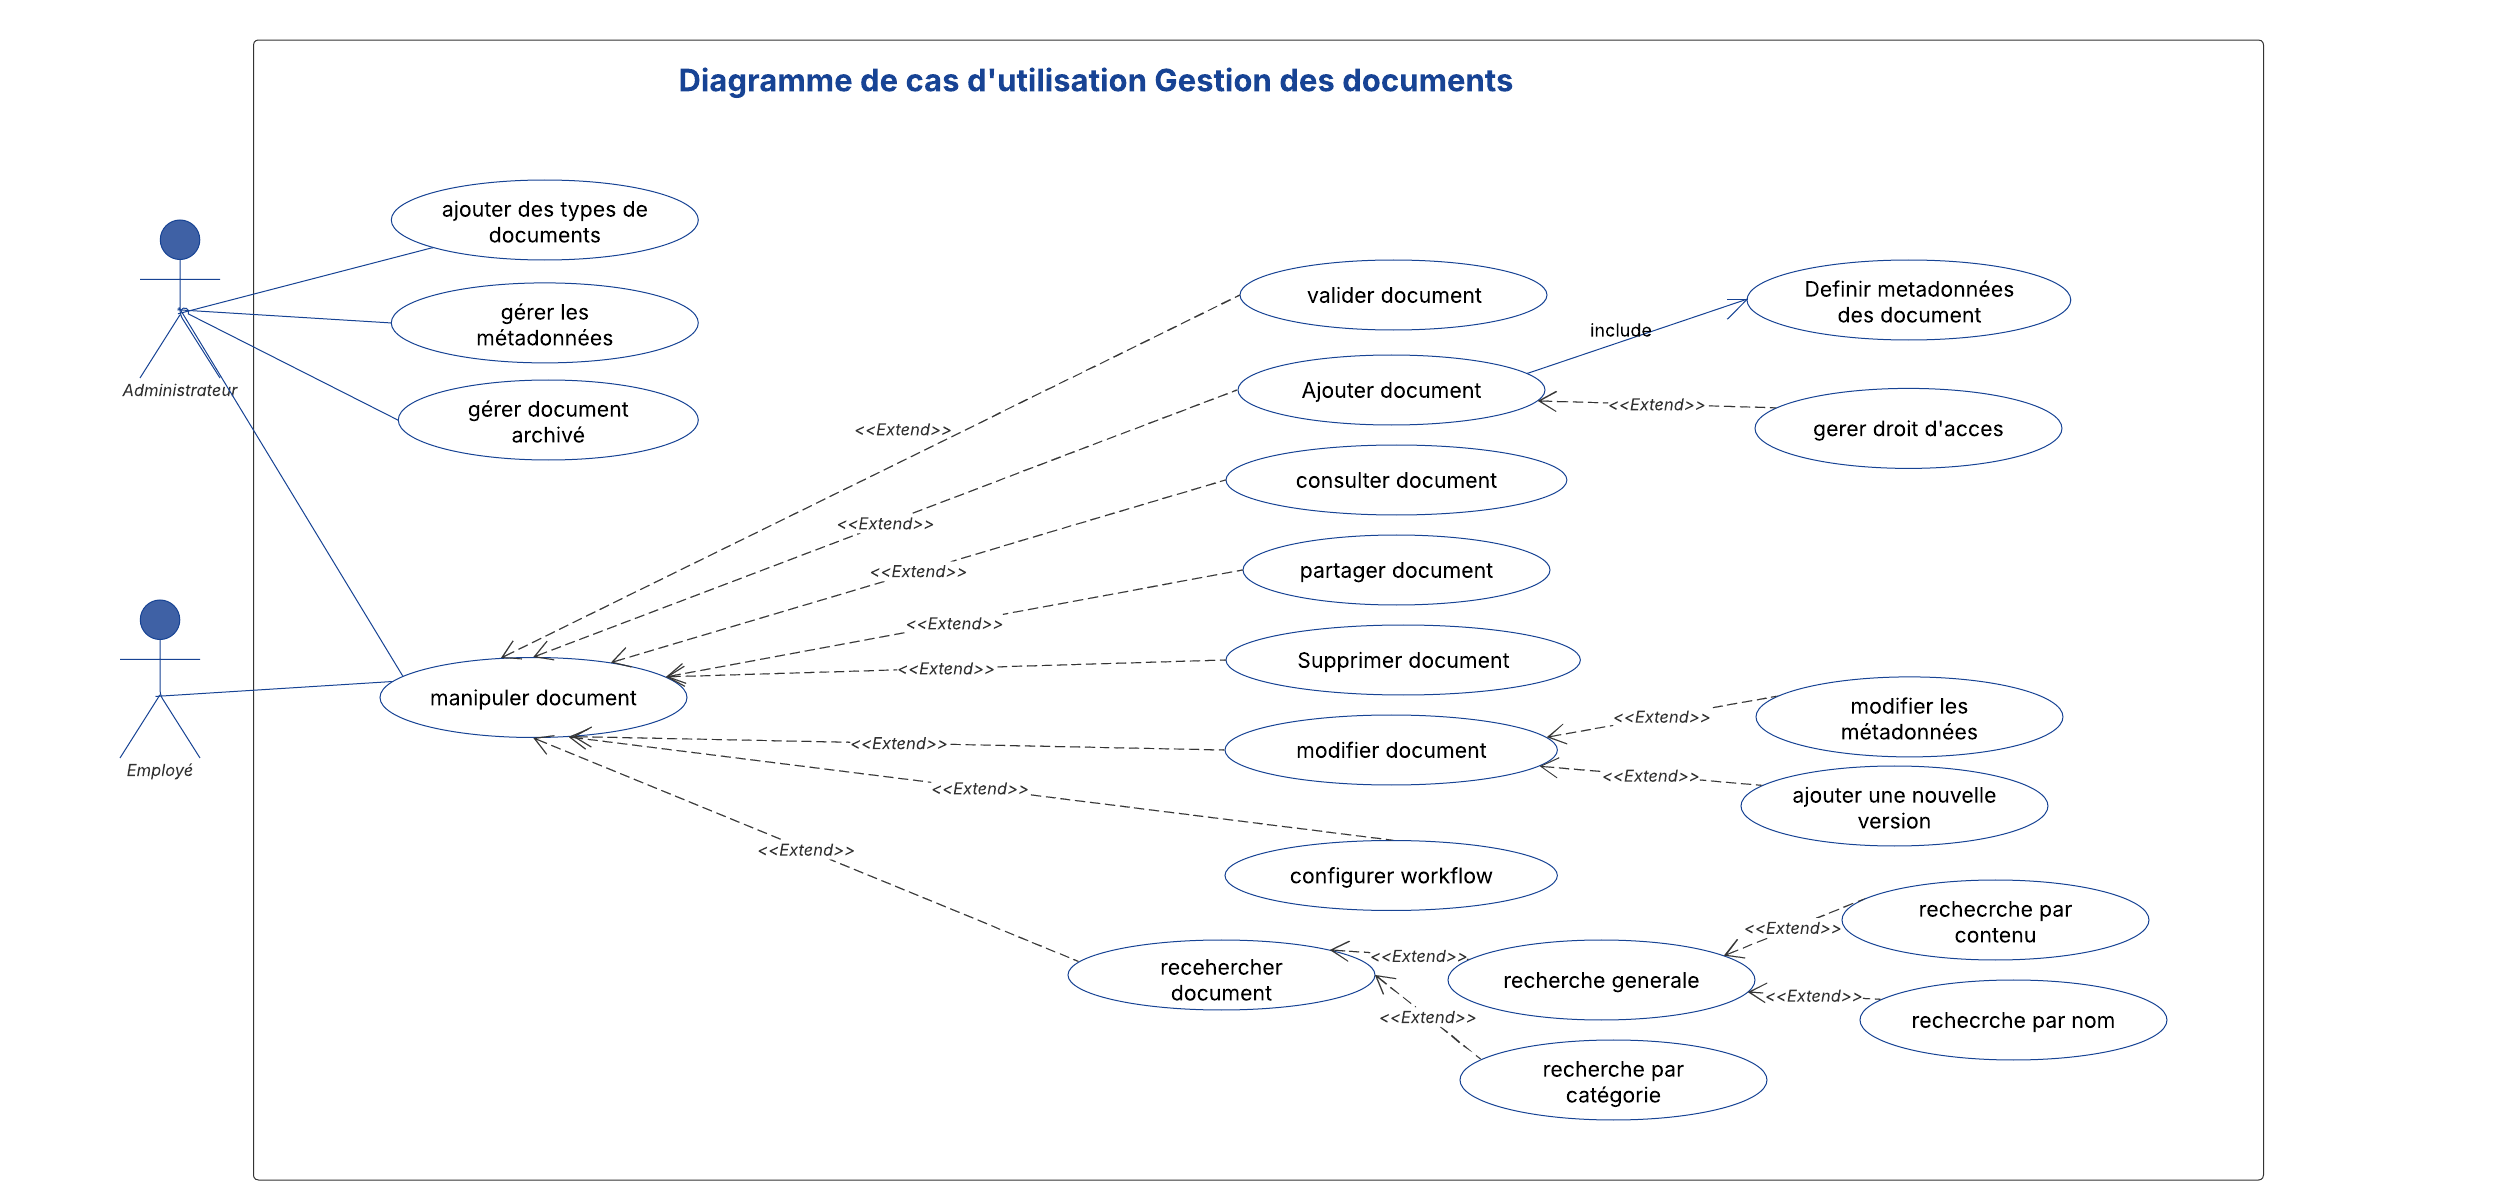 Diagramme de cas d'utilisation Gestion des documents
ajouter des types de
documents
gérer les
métadonnées
gérer document
archivé
Administrateur
valider document
Definir metadonnées
des document
include
Ajouter document
<<Extend>>
gerer droit d'acces
<<Extend>>
consulter document
<<Extend>>
<<Extend>>
partager document
<<Extend>>
Supprimer document
<<Extend>>
manipuler document
Employé
<<Extend>>
modifier document
<<Extend>>
modifier les
métadonnées
<<Extend>>
ajouter une nouvelle
version
<<Extend>>
configurer workflow
<<Extend>>
recehercher
document
<<Extend>>
recherche generale
<<Extend>>
rechecrche par
contenu
<<Extend>>
rechecrche par nom
<<Extend>>
recherche par
catégorie